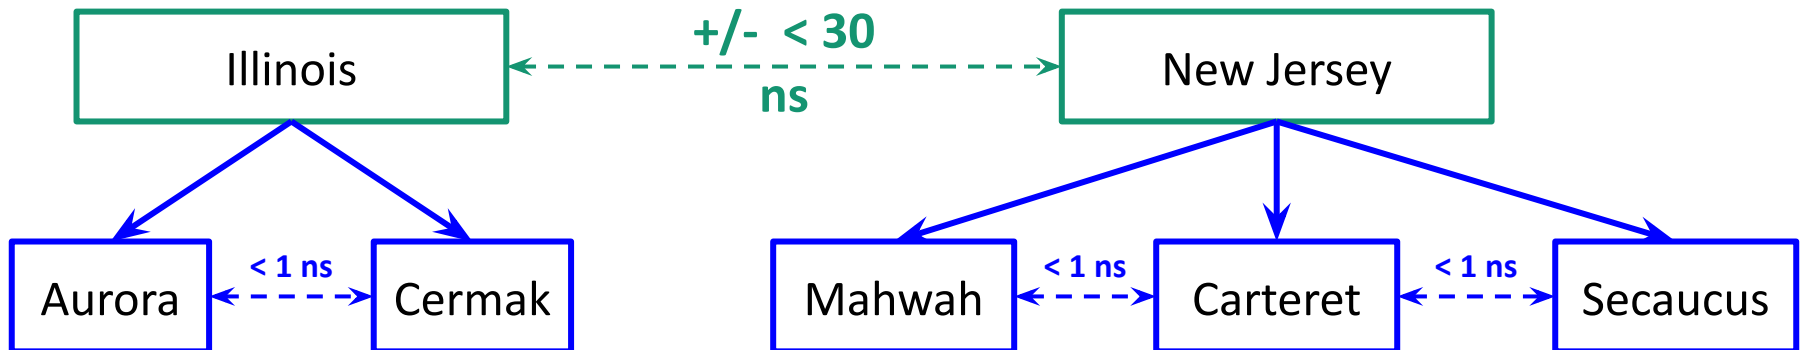 Illinois
+/-  < 30
ns
New Jersey
Aurora
< 1 ns
Cermak
Mahwah
< 1 ns
Carteret
< 1 ns
Secaucus